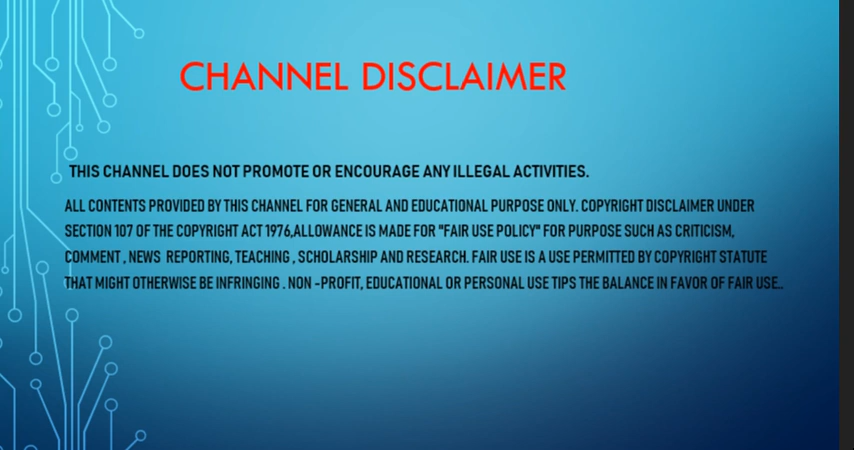 CHANNEL DISCLAIMER
THIS CHANNEL DOES NOT PROMOTE OR ENCOURAGE ANY ILLEGAL ACTIVITIES.
ALL CONTENTS PROVIDED BY THIS CHANNEL FOR GENERAL AND EDUCATIONAL PURPOSE ONLY. COPYRIGHT DISCLAIMER UNDER
SECTION 107 OF THE COPYRIGHT ACT 1976,ALLOWANCE IS MADE FOR "FAIR USE POLICY" FOR PURPOSE SUCH AS CRITICISM,
COMMENT , NEWS  REPORTING, TEACHING , SCHOLARSHIP AND RESEARCH. FAIR USE IS A USE PERMITTED BY COPYRIGHT STATUTE
THAT MIGHT OTHERWISE BE INFRINGING . NON -PROFIT, EDUCATIONAL OR PERSONAL USE TIPS THE BALANCE IN FAVOR OF FAIR USE..